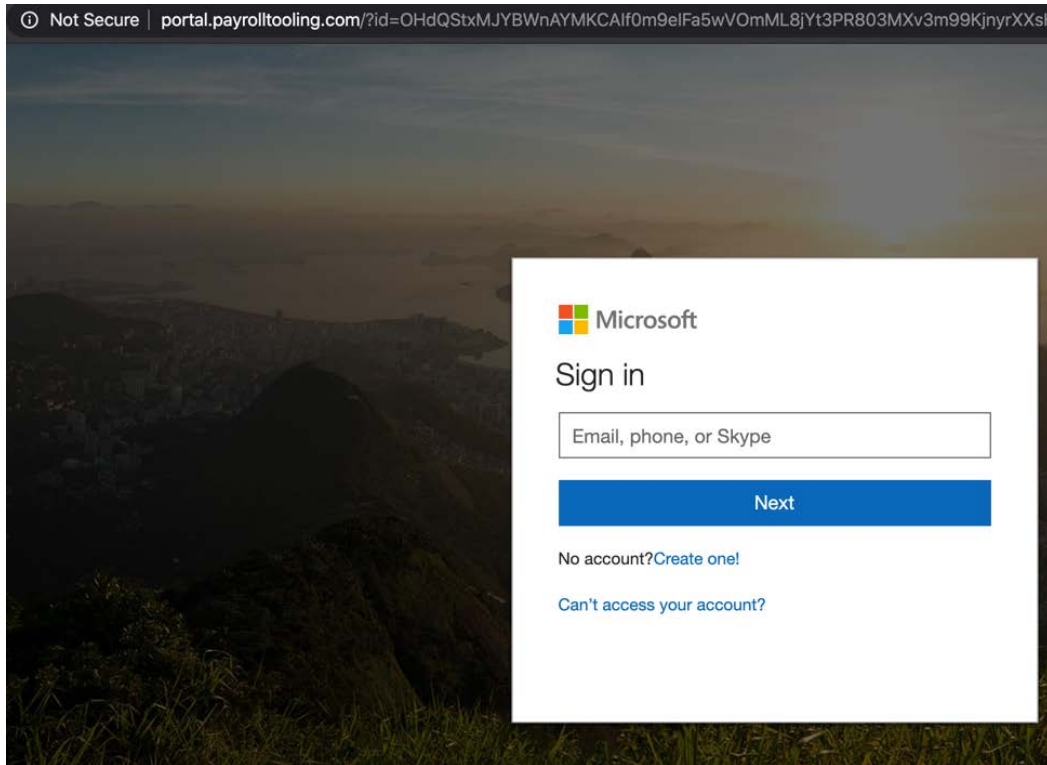 Not Secure | portal.payrolltooling.com/?id=OHdQStxMJYBWnAYMKCAlf0m9elFa5wVOmML8jYt3PR803MXv3m99KjnyrXXsl
Microsoft
Sign in
Email, phone, or Skype
Next
No account?Create one!
Can't access your account?